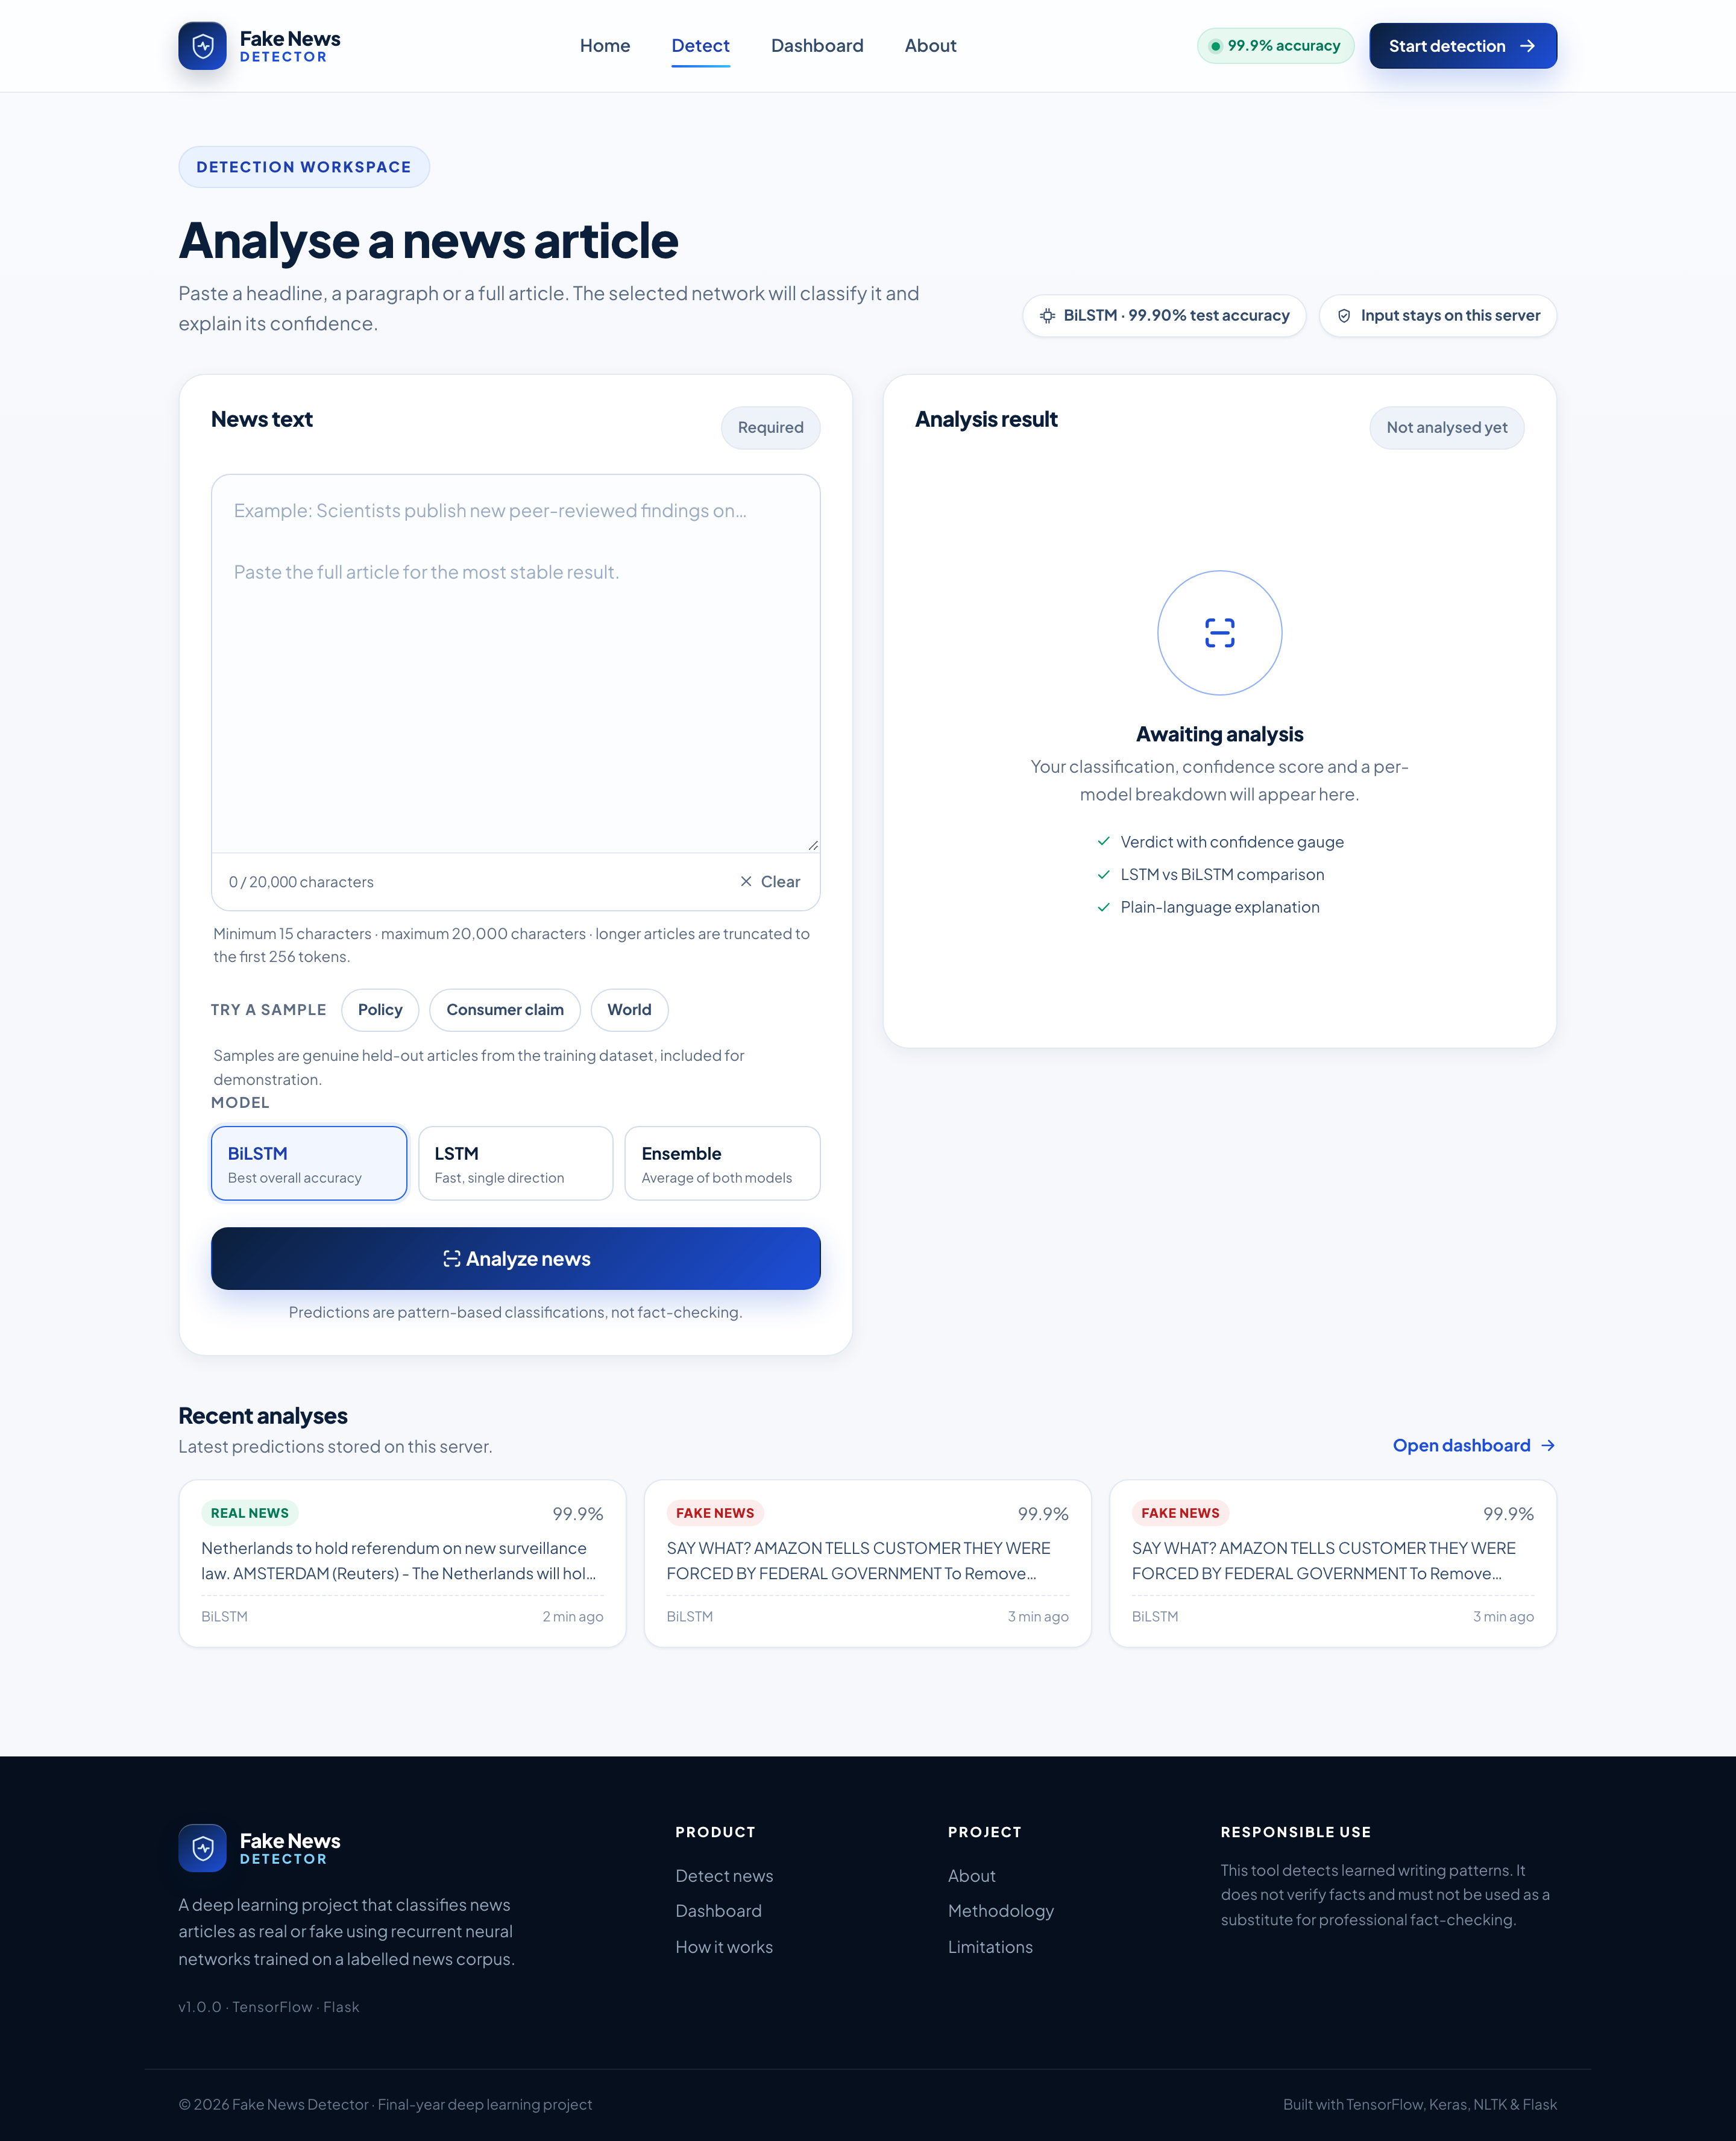 Fake News
DETECTOR
Home
Detect
Dashboard
About
99.9% accuracy
Start detection
DETECTION WORKSPACE
Analyse a news article
Paste a headline, a paragraph or a full article. The selected network will classify it and
explain its confidence.
BiLSTM · 99.90% test accuracy
Input stays on this server
News text
Required
Example: Scientists publish new peer-reviewed findings on…
Paste the full article for the most stable result.
0 / 20,000 characters
Clear
Minimum 15 characters · maximum 20,000 characters · longer articles are truncated to
the first 256 tokens.
TRY A SAMPLE
Policy
Consumer claim
World
Samples are genuine held-out articles from the training dataset, included for
demonstration.
MODEL
BiLSTM
Best overall accuracy
LSTM
Fast, single direction
Ensemble
Average of both models
Analyze news
Predictions are pattern-based classifications, not fact-checking.
Analysis result
Not analysed yet
Awaiting analysis
Your classification, confidence score and a per-
model breakdown will appear here.
Verdict with confidence gauge
LSTM vs BiLSTM comparison
Plain-language explanation
Recent analyses
Latest predictions stored on this server.
Open dashboard
REAL NEWS
99.9%
Netherlands to hold referendum on new surveillance
law. AMSTERDAM (Reuters) - The Netherlands will hol…
BiLSTM
2 min ago
FAKE NEWS
99.9%
SAY WHAT? AMAZON TELLS CUSTOMER THEY WERE
FORCED BY FEDERAL GOVERNMENT To Remove…
BiLSTM
3 min ago
FAKE NEWS
99.9%
SAY WHAT? AMAZON TELLS CUSTOMER THEY WERE
FORCED BY FEDERAL GOVERNMENT To Remove…
BiLSTM
3 min ago
Fake News
DETECTOR
A deep learning project that classifies news
articles as real or fake using recurrent neural
networks trained on a labelled news corpus.
v1.0.0 · TensorFlow · Flask
PRODUCT
Detect news
Dashboard
How it works
PROJECT
About
Methodology
Limitations
RESPONSIBLE USE
This tool detects learned writing patterns. It
does not verify facts and must not be used as a
substitute for professional fact-checking.
© 2026 Fake News Detector · Final-year deep learning project
Built with TensorFlow, Keras, NLTK & Flask